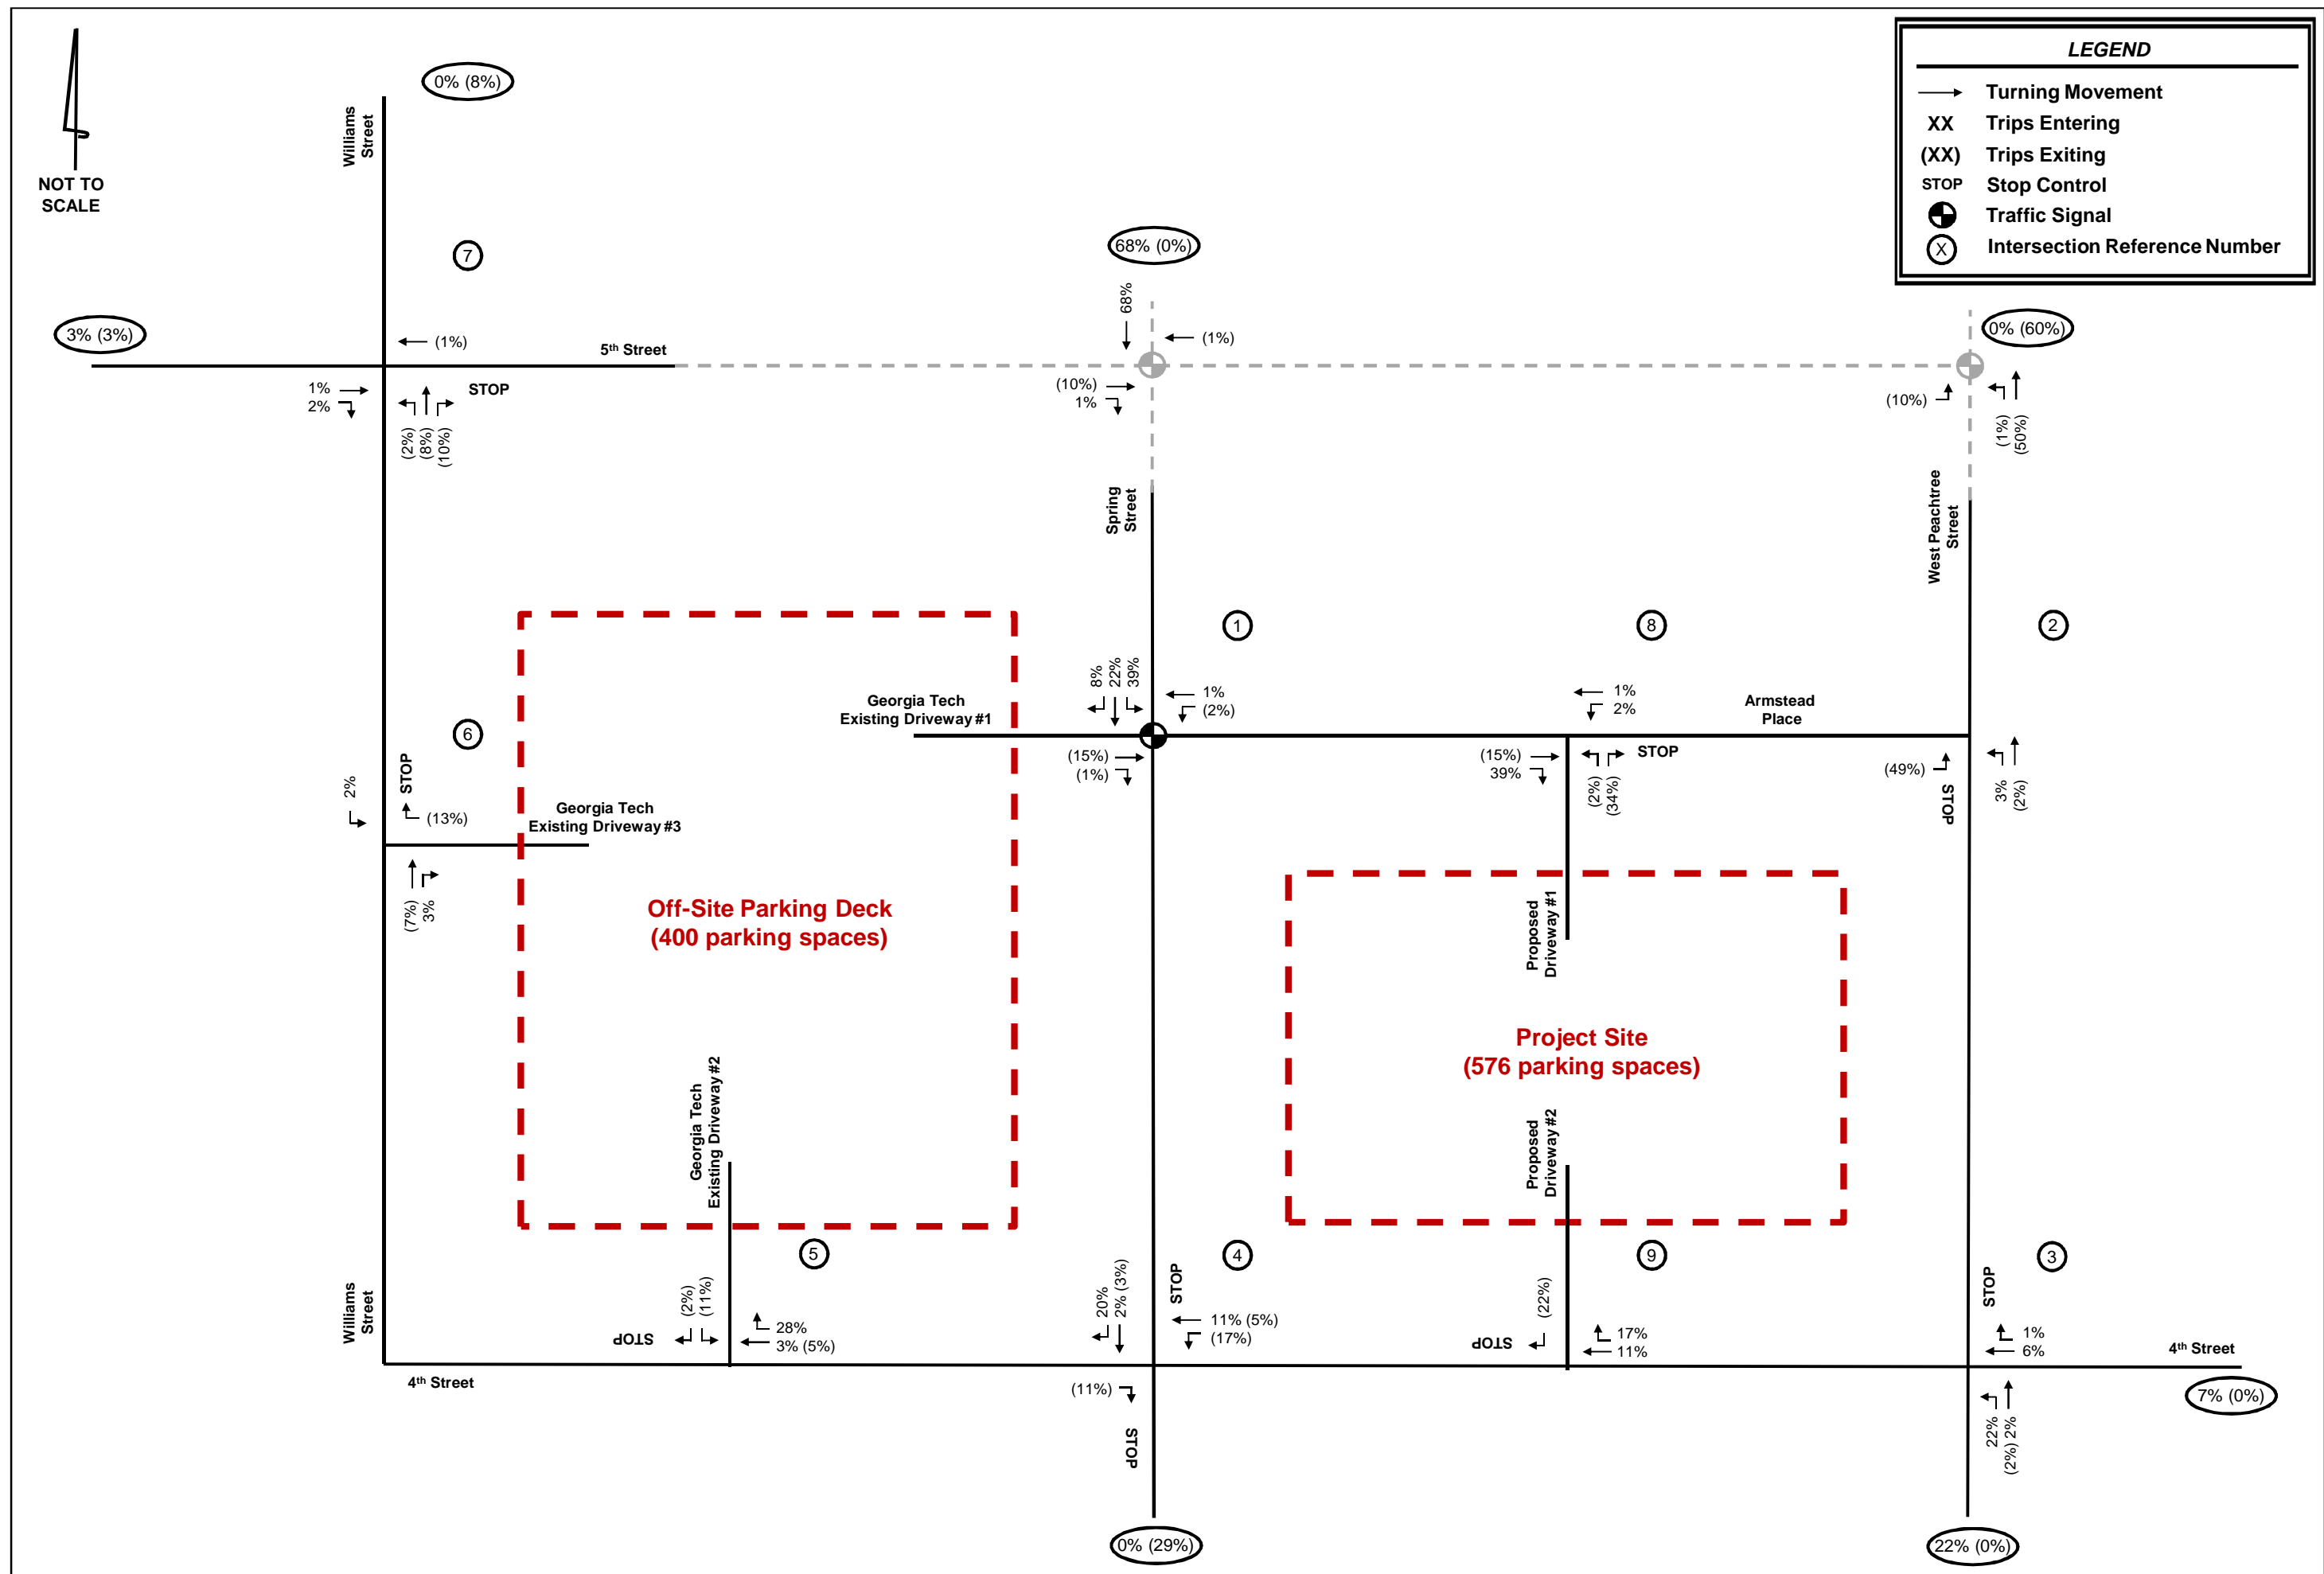 LEGEND
Turning Movement
XX Trips Entering
(XX) Trips Exiting
STOP Stop Control
Traffic Signal
X Intersection Reference Number
NOT TO
SCALE
0% (8%)
Williams
Street
7
68% (0%)
68%
(1%)
3% (3%)
(1%)
5th Street
0% (60%)
1%
2%
STOP
(2%)
(8%)
(10%)
(10%)
1%
(10%)
(1%)
(50%)
Spring
Street
West Peachtree
Street
1
8
2
8%
22%
39%
1%
(2%)
Georgia Tech
Existing Driveway #1
1%
2%
Armstead
Place
6
(15%)
(1%)
(15%)
39%
STOP
(2%)
(34%)
(49%)
STOP
3%
(2%)
2%
STOP
(13%)
Georgia Tech
Existing Driveway #3
(7%)
3%
Off-Site Parking Deck
(400 parking spaces)
Proposed
Driveway #1
Project Site
(576 parking spaces)
Georgia Tech
Existing Driveway #2
Proposed
Driveway #2
5
4
9
3
Williams
Street
STOP
(2%)
(11%)
28%
3% (5%)
20%
2% (3%)
STOP
11% (5%)
(17%)
STOP
(22%)
17%
11%
STOP
1%
6%
4th Street
4th Street
(11%)
STOP
22%
(2%) 2%
7% (0%)
0% (29%)
22% (0%)